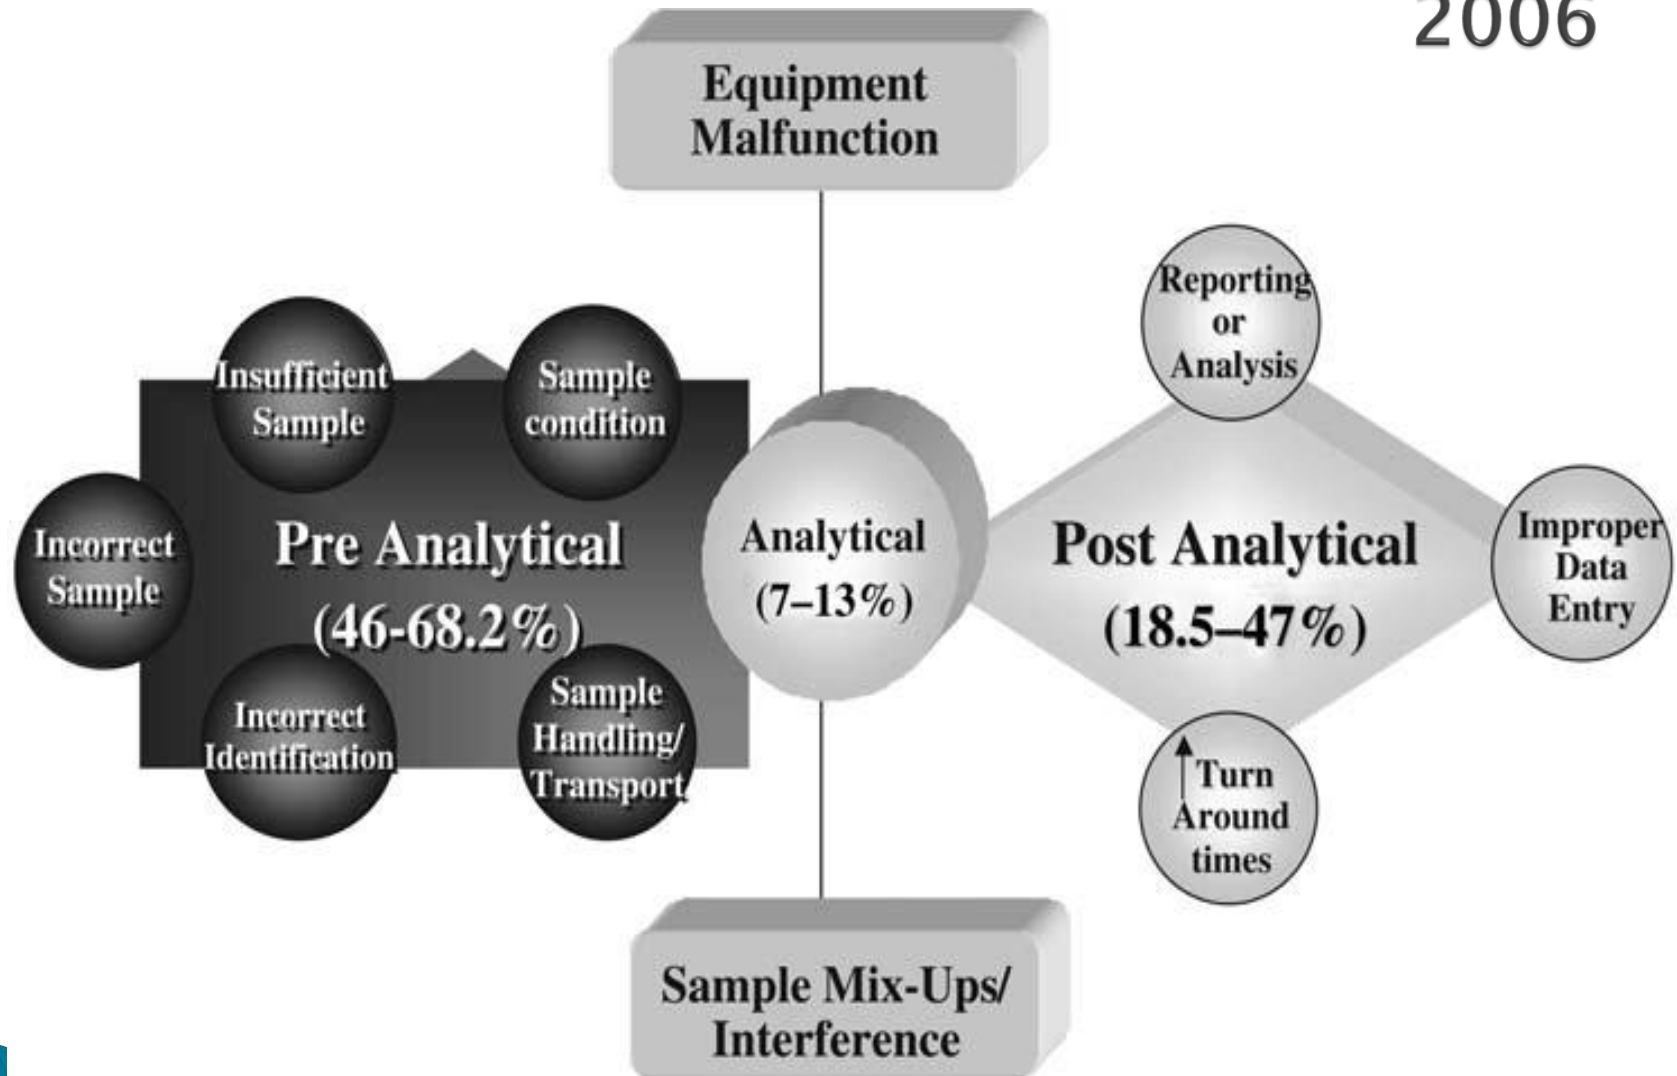 2006
Equipment
Malfunction
Insufficient
Sample
Sample
condition
Incorrect
Sample
Pre Analytical
(46-68.2%)
Incorrect
Identification
Sample
Handling/
Transport
Analytical
(7–13%)
Reporting
or
Analysis
Post Analytical
(18.5–47%)
Improper
Data
Entry
Turn
Around
times
Sample Mix-Ups/
Interference